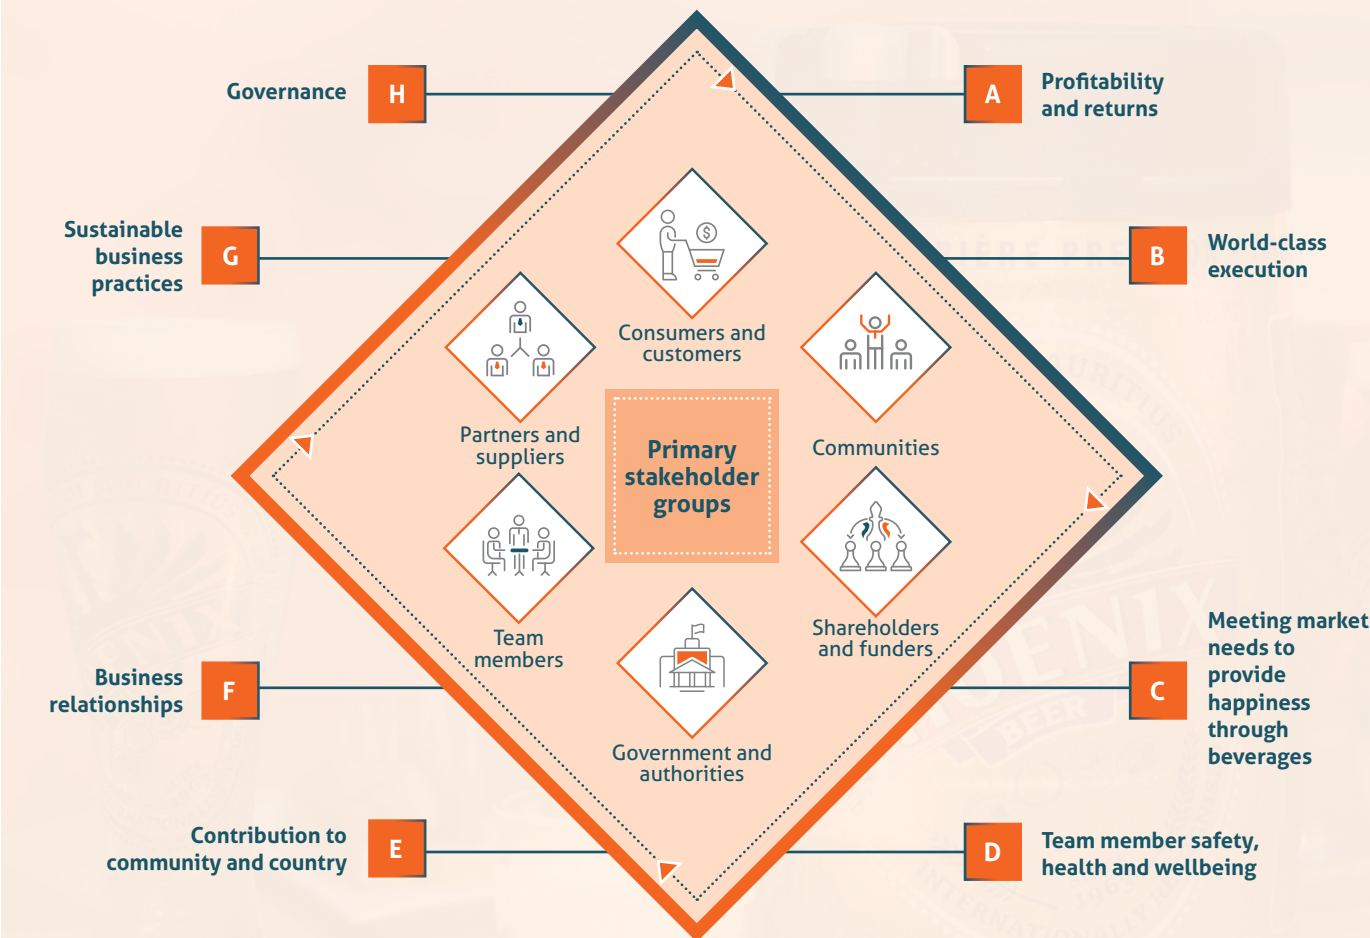 Governance
H
A
Profitability
and returns
Sustainable
business
practices
G
B
World-class
execution
$
Consumers and
customers
Partners and
suppliers
Communities
Primary
stakeholder
groups
Team
members
Shareholders
and funders
Government and
authorities
Business
relationships
F
C
Meeting market
needs to
provide
happiness
through
beverages
Contribution to
community and country
E
D
Team member safety,
health and wellbeing
PHOENIX
BEER